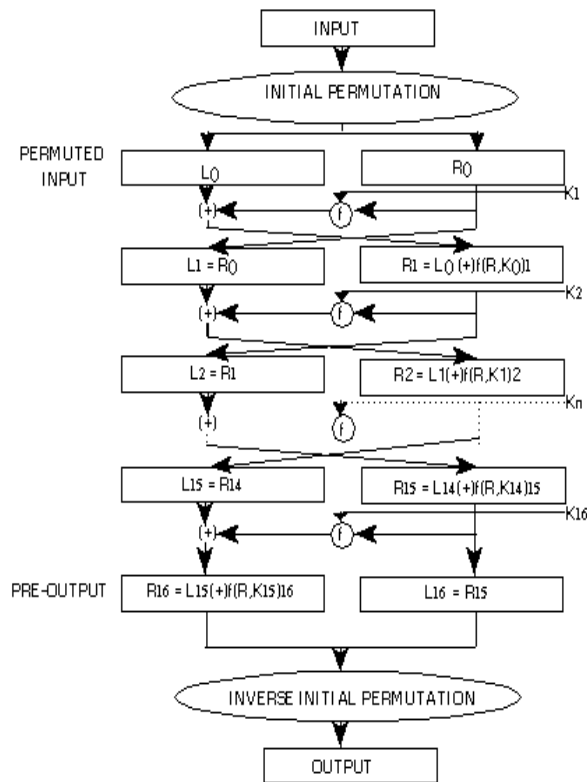 INPUT
INITIAL PERMUTATION
PERMUTED
INPUT
L0
R0
K1
(+)
f
L1 = R0
R1 = L0 (+)f(R,K0)1
K2
(+)
f
L2 = R1
R2 = L1(+)f(R,K1)2
Kn
(+)
f
L15 = R14
R15 = L14(+)f(R,K14)15
K16
(+)
f
PRE-OUTPUT
R16 = L15(+)f(R,K15)16
L16 = R15
INVERSE INITIAL PERMUTATION
OUTPUT